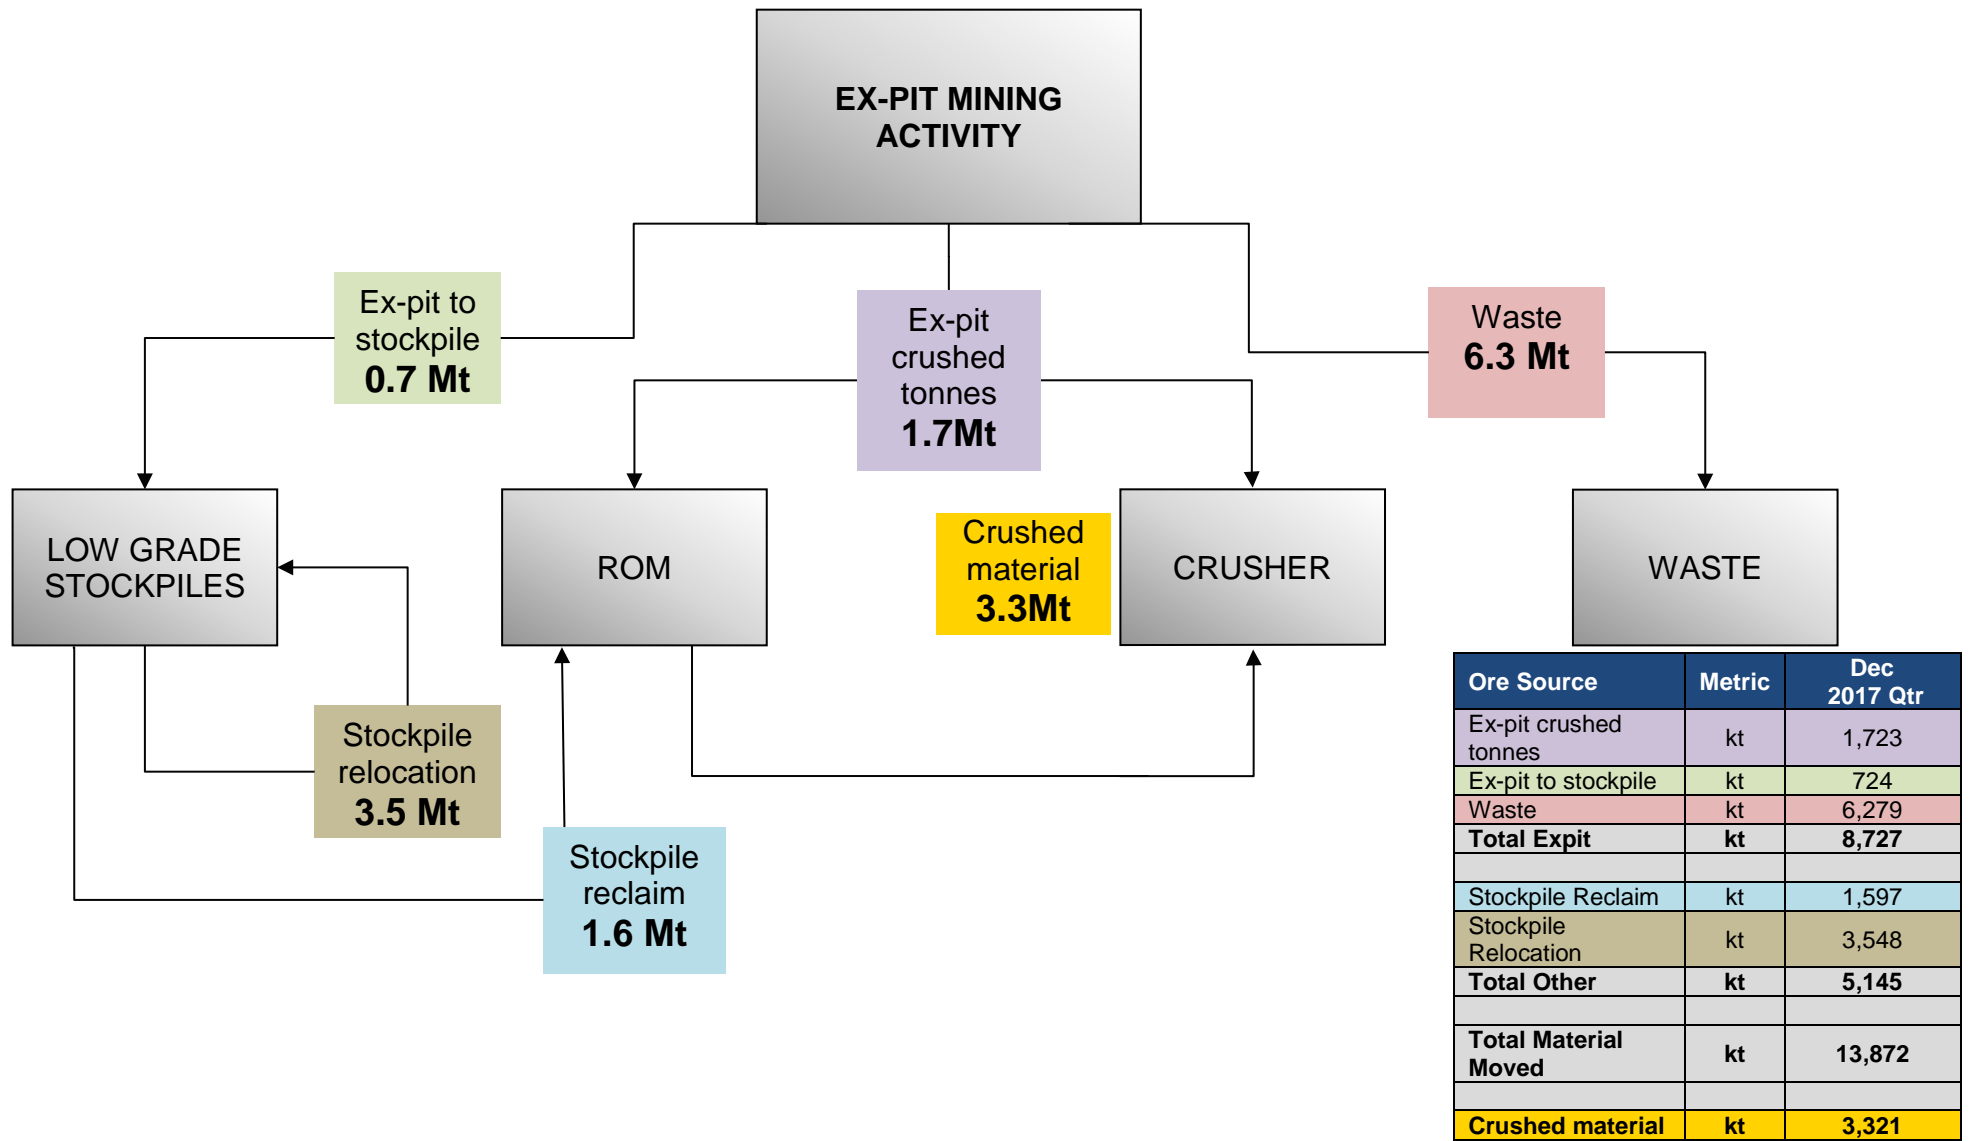 EX-PIT MINING
ACTIVITY
Ex-pit to
stockpile
0.7 Mt
Ex-pit
crushed
tonnes
1.7Mt
Waste
6.3 Mt
LOW GRADE
STOCKPILES
ROM
Crushed
material
3.3Mt
CRUSHER
WASTE
Stockpile
relocation
3.5 Mt
Stockpile
reclaim
1.6 Mt
Ore Source Metric Dec
2017 Qtr
Ex-pit crushed
tonnes kt 1,723
Ex-pit to stockpile kt 724
Waste kt 6,279
Total Expit kt 8,727
Stockpile Reclaim kt 1,597
Stockpile
Relocation kt 3,548
Total Other kt 5,145
Total Material
Moved kt 13,872
Crushed material kt 3,321